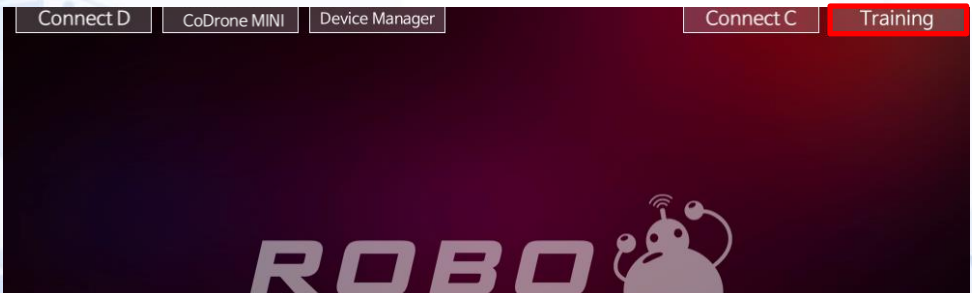 Connect D
CoDrone MINI
Device Manager
Connect C
Training
ROBO